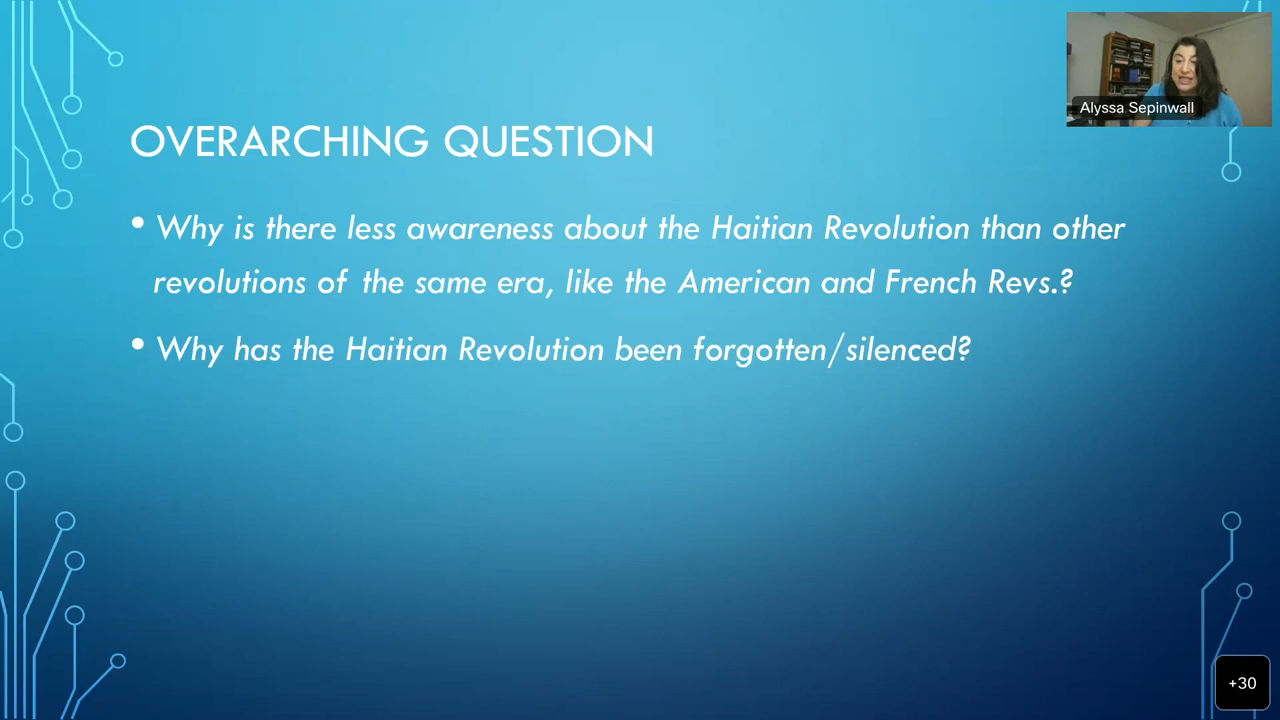 Alyssa Sepinwall
OVERARCHING QUESTION
• Why is there less awareness about the Haitian Revolution than other
revolutions of the same era, like the American and French Revs.?
• Why has the Haitian Revolution been forgotten/silenced?
+30